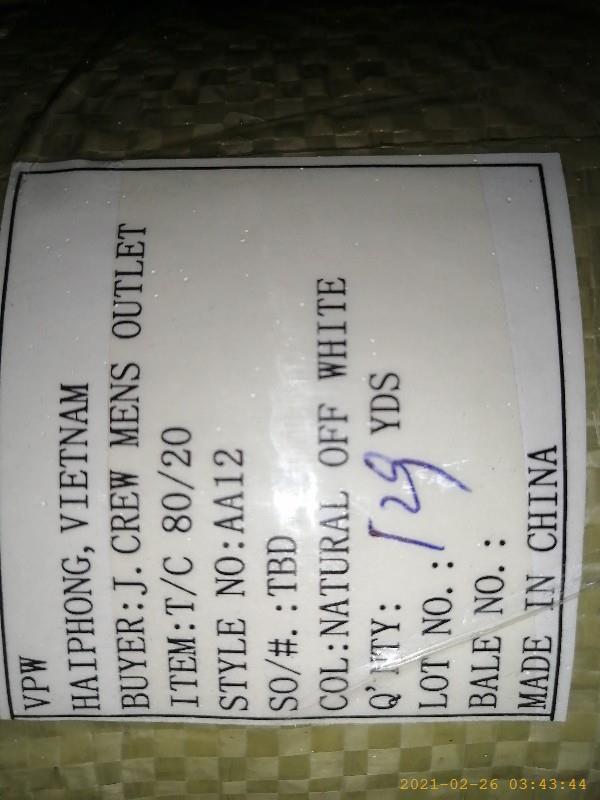 VPW
HAIPHONG, VIETNAM
BUYER:J.CREW MENS OUTLET
ITEM:T/C 80/20
STYLE NO:AA12
SO/#.:TBD
COL:NATURAL OFF WHITE
Q'NTY: 129 YDS
LOT NO.:
BALE NO.:
MADE IN CHINA
2021-02-26 03:43:44